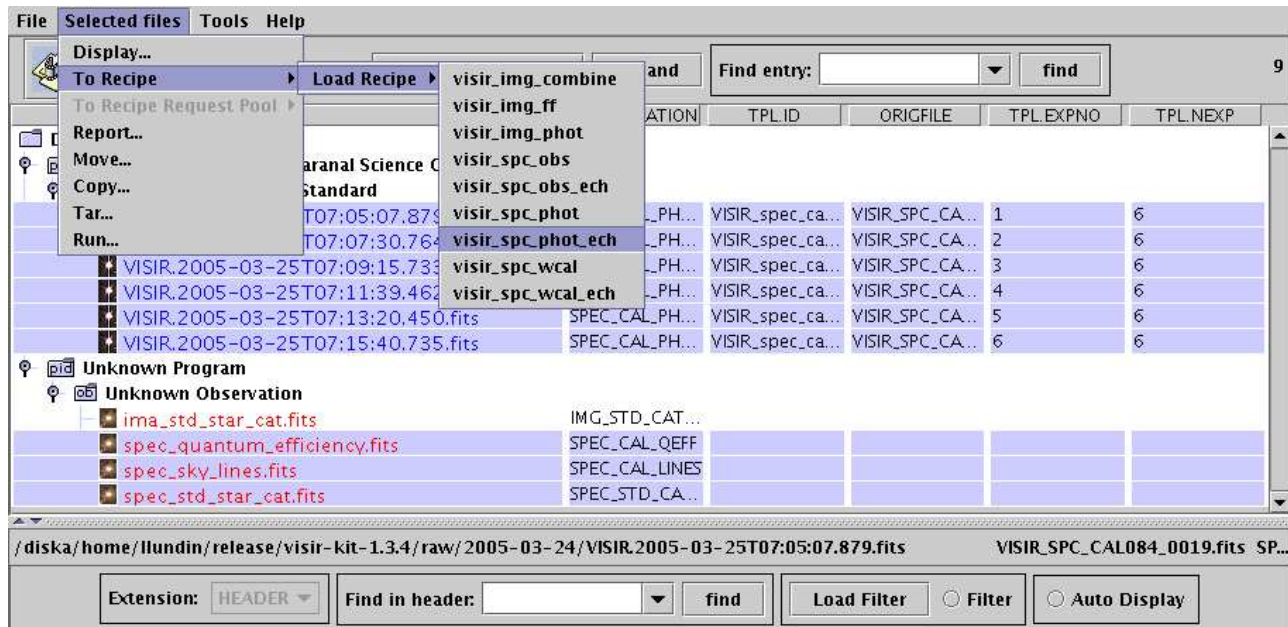 File Selected files Tools Help
Display...
To Recipe
To Recipe Request Pool
Report...
Move...
Copy...
Tar...
Run...
Load Recipe
visir_img_combine
visir_img_ff
visir_img_phot
visir_spc_obs
visir_spc_obs_ech
visir_spc_phot
visir_spc_phot_ech
visir_spc_wcal
visir_spc_wcal_ech
and Find entry: find 9
ATION TPL.ID ORIGFILE TPL.EXPNO TPL.NEXP
aranal Science
Standard
T07:05:07.879 _PH... VISIR_spec_ca... VISIR_SPC_CA... 1 6
T07:07:30.764 _PH... VISIR_spec_ca... VISIR_SPC_CA... 2 6
VISIR.2005-03-25T07:09:15.733 _PH... VISIR_spec_ca... VISIR_SPC_CA... 3 6
VISIR.2005-03-25T07:11:39.462 _PH... VISIR_spec_ca... VISIR_SPC_CA... 4 6
VISIR.2005-03-25T07:13:20.450.fits SPEC_CAL_PH... VISIR_spec_ca... VISIR_SPC_CA... 5 6
VISIR.2005-03-25T07:15:40.735.fits SPEC_CAL_PH... VISIR_spec_ca... VISIR_SPC_CA... 6 6
pid Unknown Program
ob Unknown Observation
ima_std_star_cat.fits IMG_STD_CAT...
spec_quantum_efficiency.fits SPEC_CAL_QEFF
spec_sky_lines.fits SPEC_CAL_LINES
spec_std_star_cat.fits SPEC_STD_CA...
/diska/home/llundin/release/visir-kit-1.3.4/raw/2005-03-24/VISIR.2005-03-25T07:05:07.879.fits VISIR_SPC_CAL084_0019.fits SP...
Extension: HEADER Find in header: find Load Filter Filter Auto Display